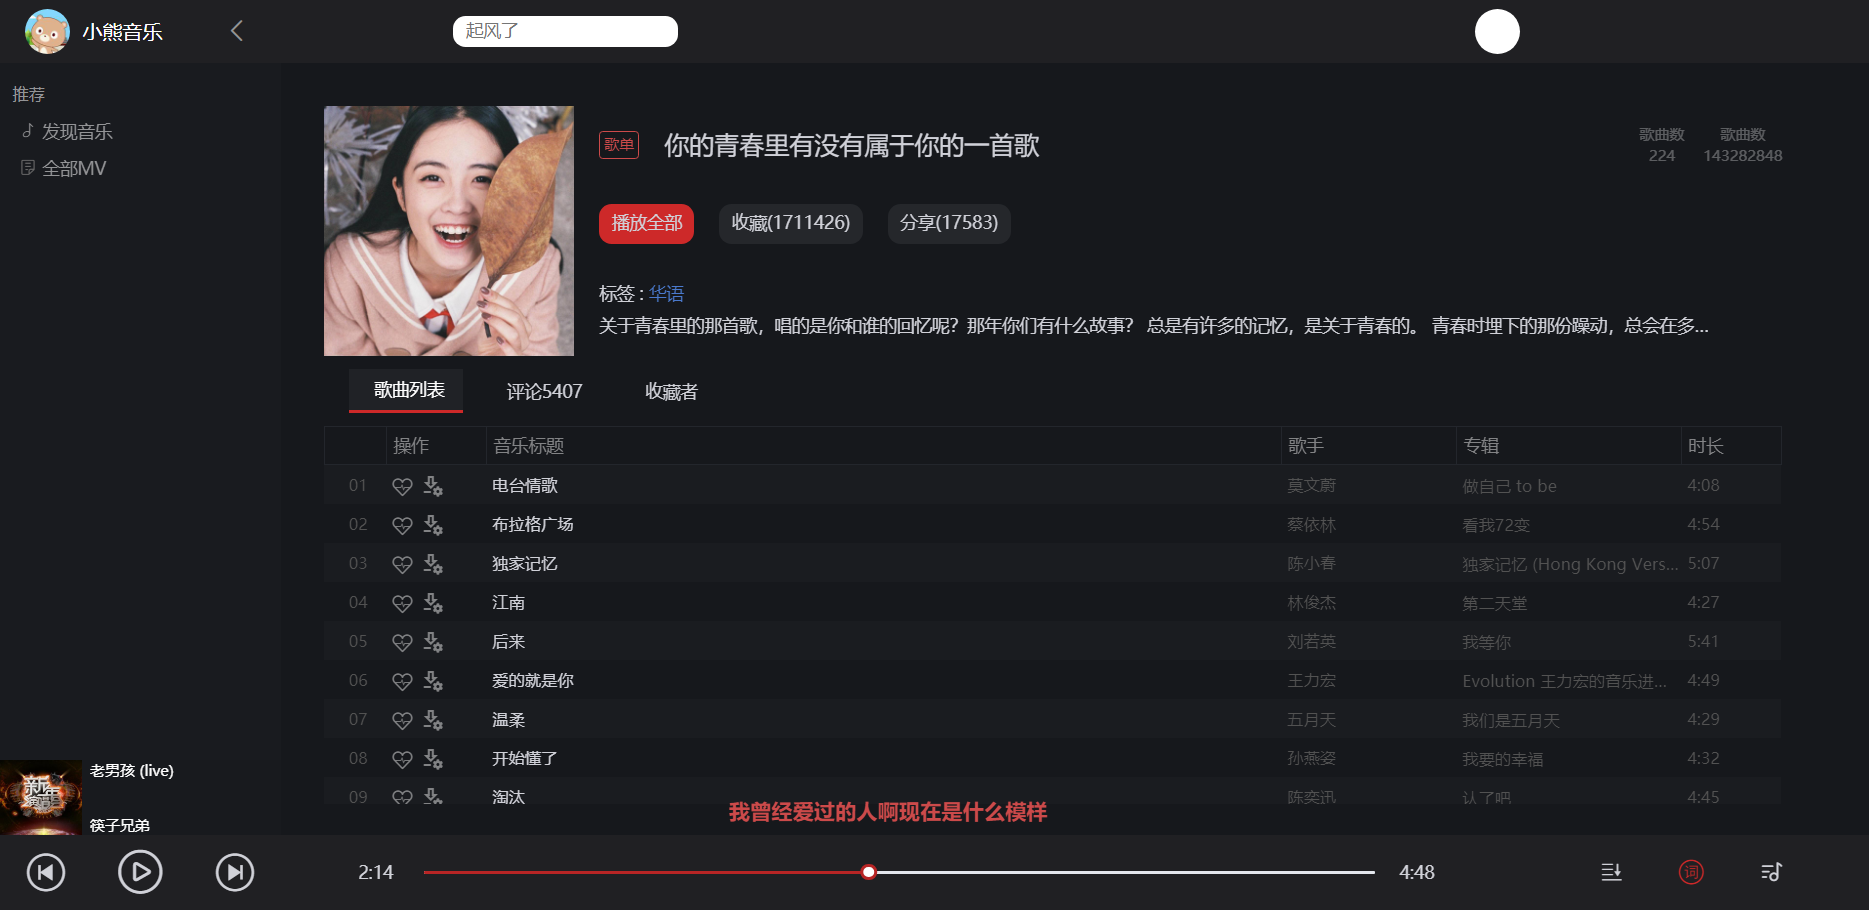 小熊音乐
起风了
推荐
发现音乐
全部MV
歌单
你的青春里有没有属于你的一首歌
歌曲数 歌曲数
224 143282848
播放全部 收藏(1711426) 分享(17583)
标签 : 华语
关于青春里的那首歌，唱的是你和谁的回忆呢？那年你们有什么故事？ 总是有许多的记忆，是关于青春的。 青春时埋下的那份躁动，总会在多...
歌曲列表 评论5407 收藏者
操作 音乐标题 歌手 专辑 时长
01 电台情歌 莫文蔚 做自己 to be 4:08
02 布拉格广场 蔡依林 看我72变 4:54
03 独家记忆 陈小春 独家记忆 (Hong Kong Vers... 5:07
04 江南 林俊杰 第二天堂 4:27
05 后来 刘若英 我等你 5:41
06 爱的就是你 王力宏 Evolution 王力宏的音乐进... 4:49
07 温柔 五月天 我们是五月天 4:29
08 开始懂了 孙燕姿 我要的幸福 4:32
09 淘汰 陈奕迅 认了吧 4:45
新年
老男孩 (live)
筷子兄弟
我曾经爱过的人啊现在是什么模样
2:14 4:48
词